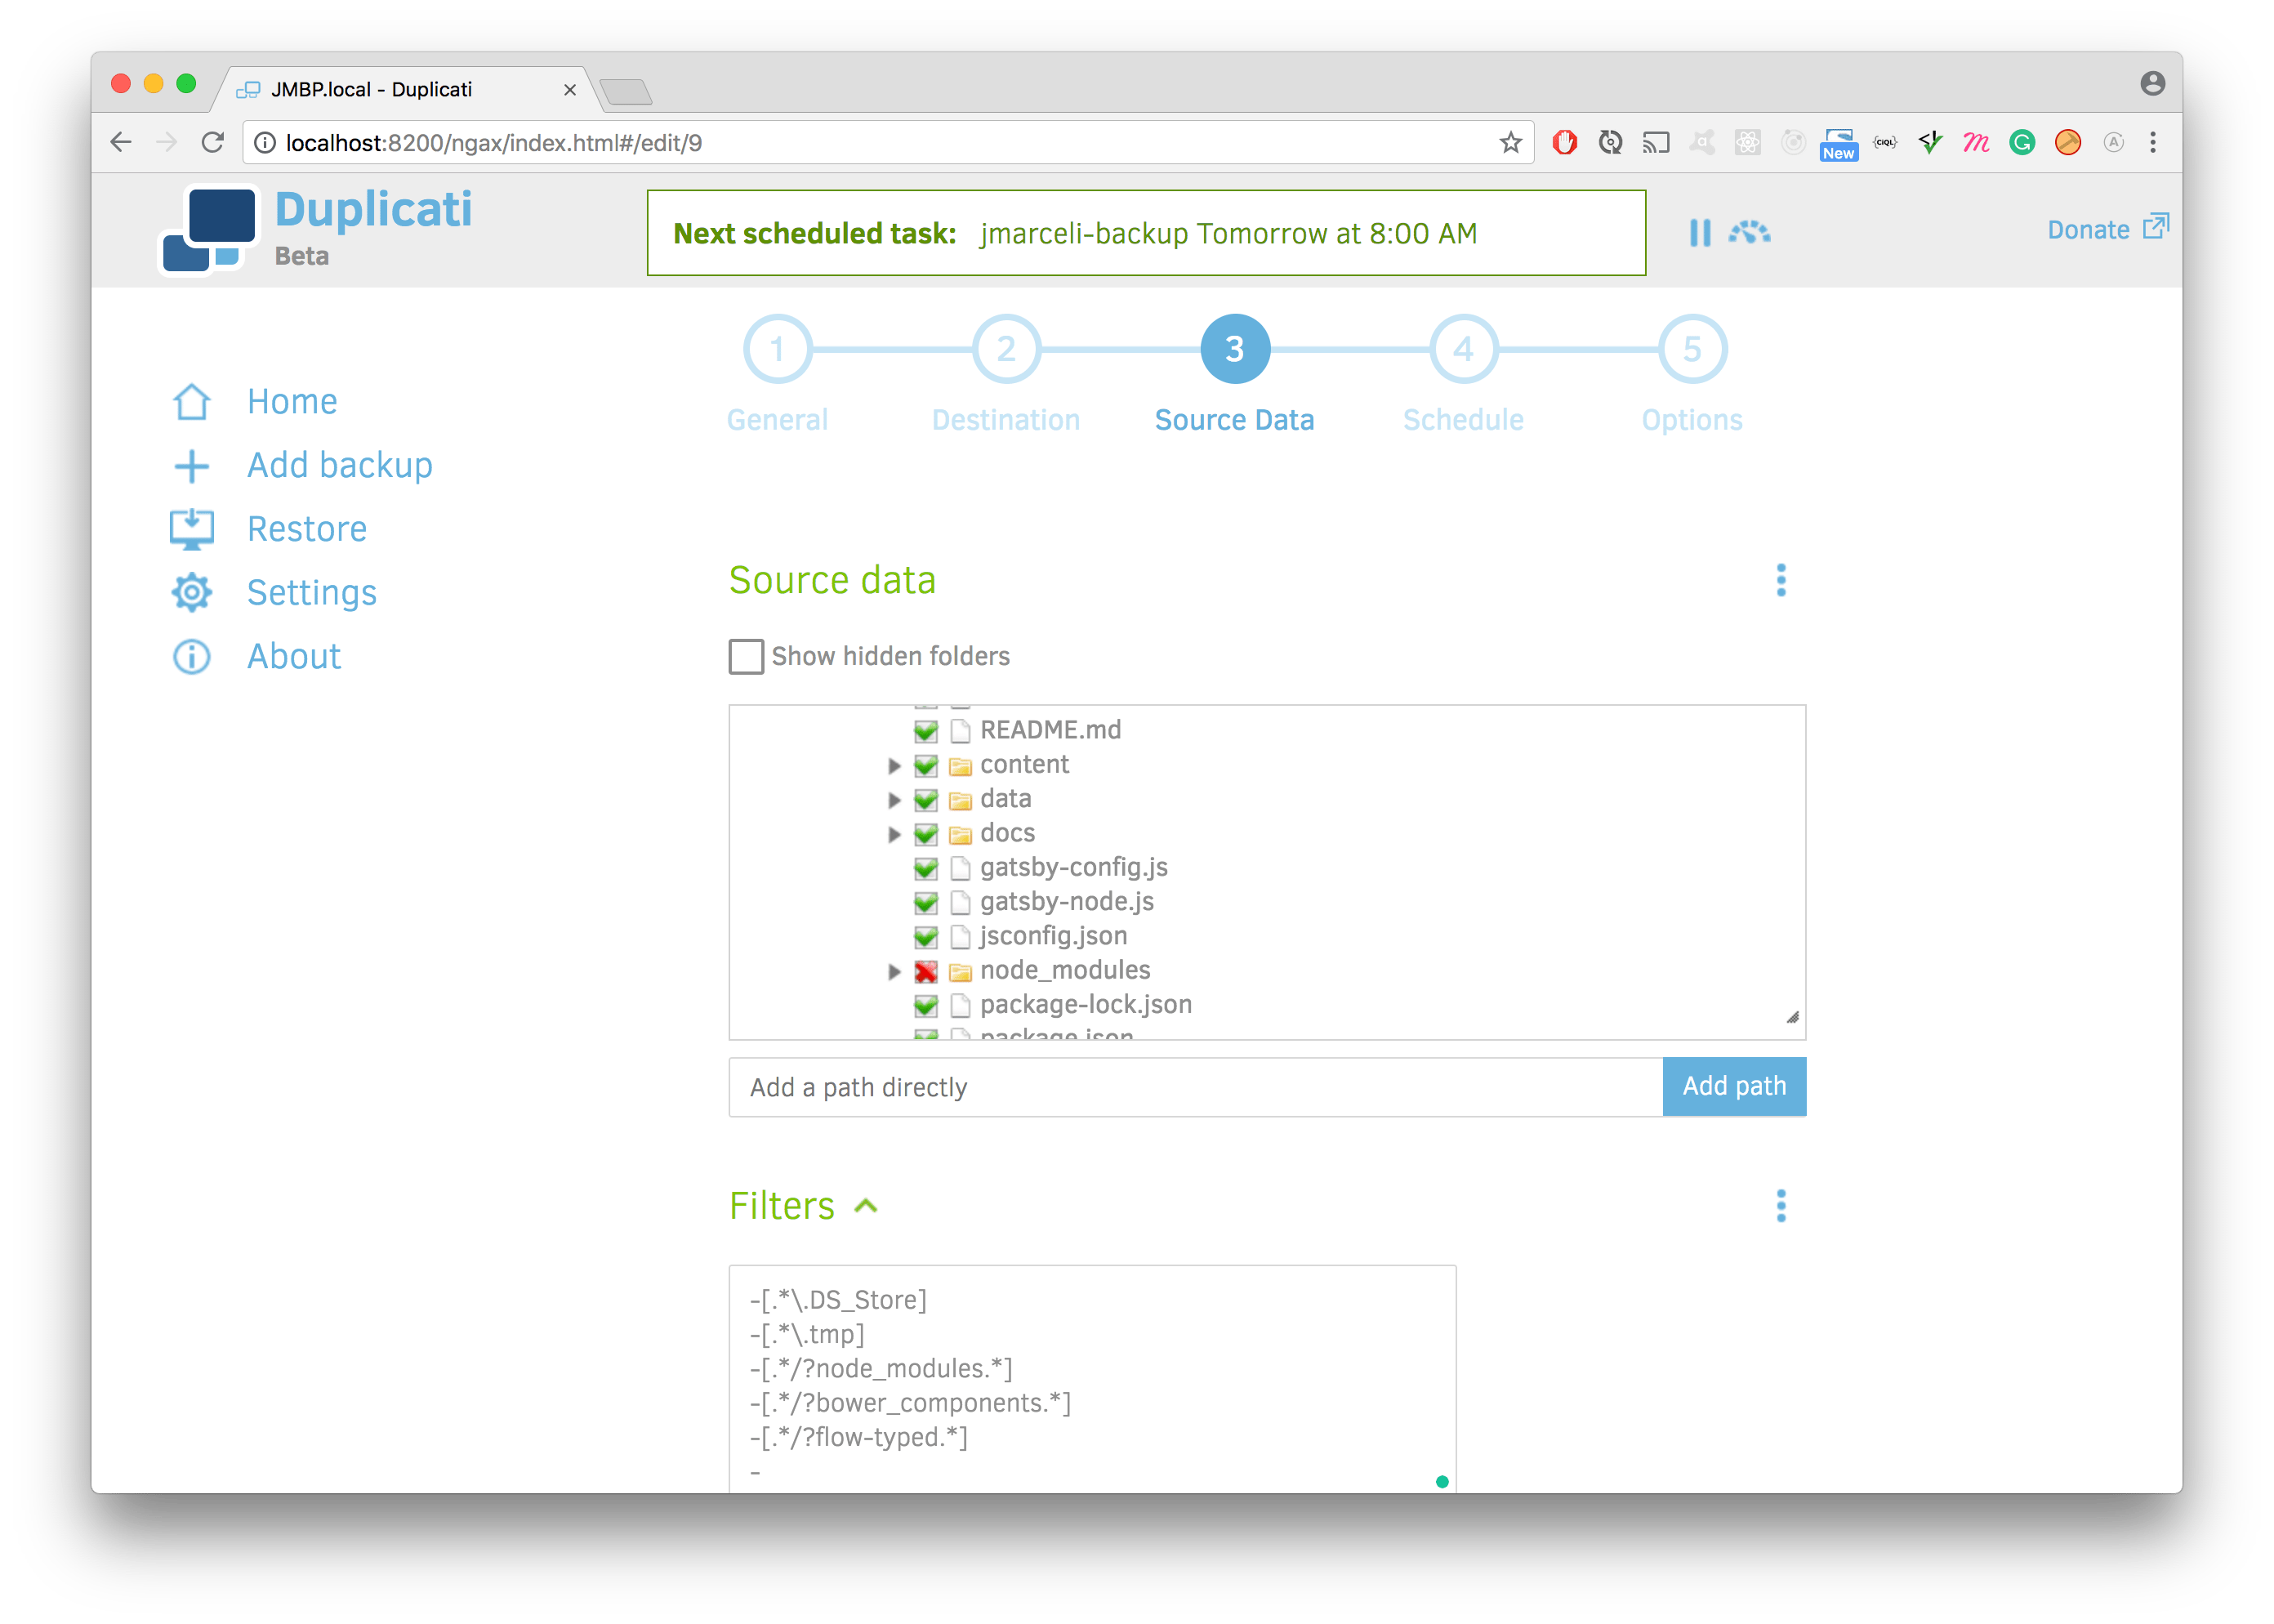 JMBP.local - Duplicati
localhost:8200/ngax/index.html#/edit/9
New
{CIQL}
Duplicati
Beta
Next scheduled task: jmarceli-backup Tomorrow at 8:00 AM
Donate
1
2
3
4
5
General
Destination
Source Data
Schedule
Options
Home
Add backup
Restore
Settings
About
Source data
Show hidden folders
README.md
content
data
docs
gatsby-config.js
gatsby-node.js
jsconfig.json
node_modules
package-lock.json
package.json
Add a path directly
Add path
Filters
-[.*\.DS_Store]
-[.*\.tmp]
-[.*/?node_modules.*]
-[.*/?bower_components.*]
-[.*/?flow-typed.*]
-